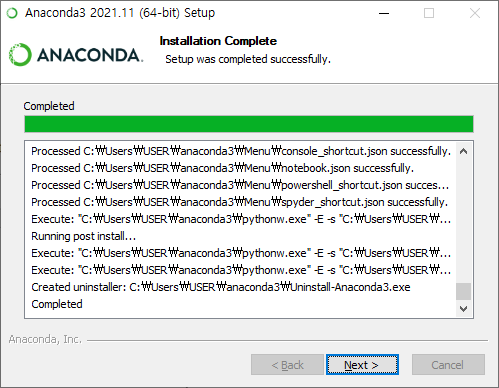 Anaconda3 2021.11 (64-bit) Setup
ANACONDA.
Installation Complete
Setup was completed successfully.
Completed
Processed C:₩Users₩USER₩anaconda3₩Menu₩console_shortcut.json successfully.
Processed C:₩Users₩USER₩anaconda3₩Menu₩notebook.json successfully.
Processed C:₩Users₩USER₩anaconda3₩Menu₩powershell_shortcut.json succes...
Processed C:₩Users₩USER₩anaconda3₩Menu₩spyder_shortcut.json successfully.
Execute: "C:₩Users₩USER₩anaconda3₩pythonw.exe" -E -s "C:₩Users₩USER₩...
Running post install...
Execute: "C:₩Users₩USER₩anaconda3₩pythonw.exe" -E -s "C:₩Users₩USER₩...
Execute: "C:₩Users₩USER₩anaconda3₩pythonw.exe" -E -s "C:₩Users₩USER₩...
Created uninstaller: C:₩Users₩USER₩anaconda3₩Uninstall-Anaconda3.exe
Completed
Anaconda, Inc.
< Back
Next >
Cancel